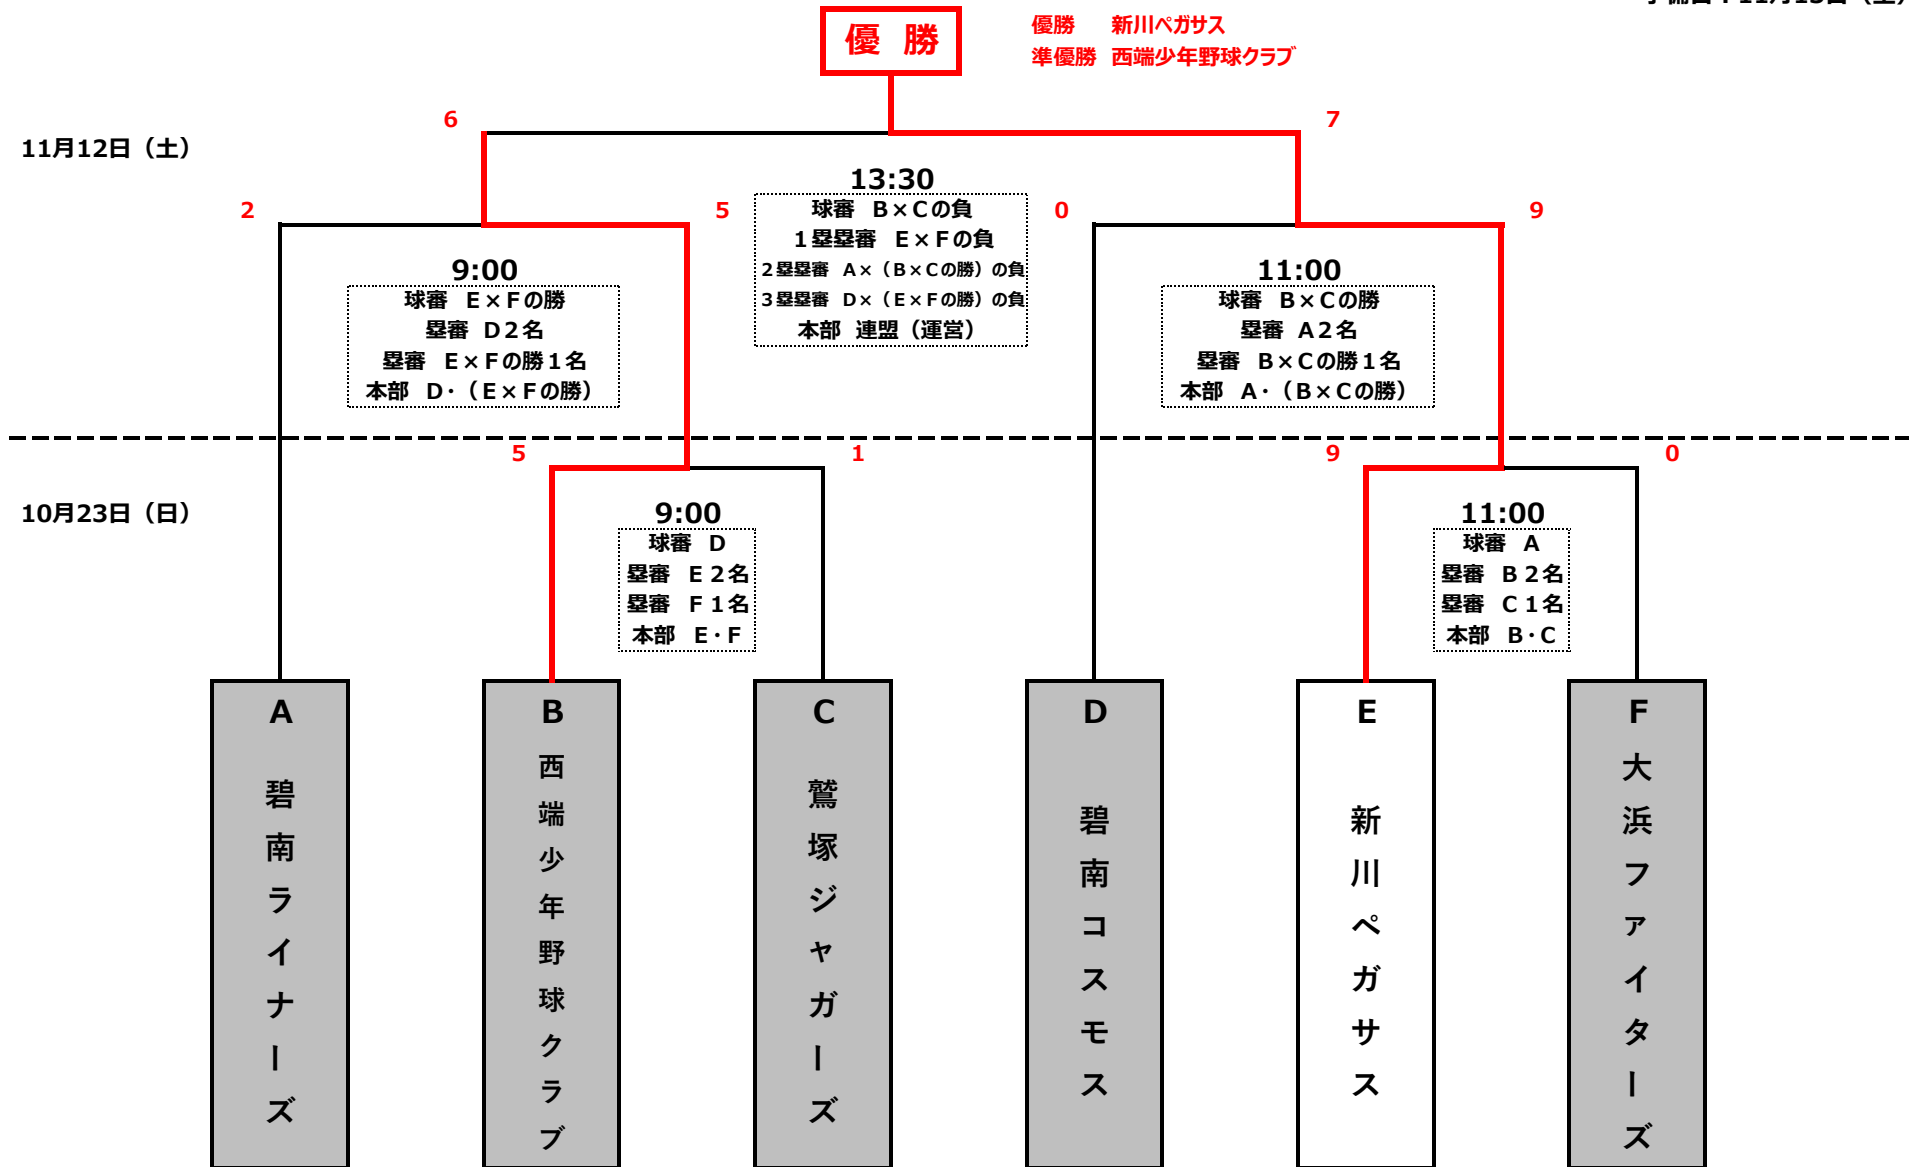 優勝
優勝 新川ペガサス
準優勝 西端少年野球クラブ
6
7
11月12日（土）
13:30
球審 B×Cの負
1塁塁審 E×Fの負
2塁塁審 A×（B×Cの勝）の負
3塁塁審 D×（E×Fの勝）の負
本部 連盟（運営）
2
5
0
9
9:00
球審 E×Fの勝
塁審 D2名
塁審 E×Fの勝1名
本部 D・（E×Fの勝）
11:00
球審 B×Cの勝
塁審 A2名
塁審 B×Cの勝1名
本部 A・（B×Cの勝）
5
1
9
0
10月23日（日）
9:00
球審 D
塁審 E2名
塁審 F1名
本部 E・F
11:00
球審 A
塁審 B2名
塁審 C1名
本部 B・C
A
碧南ライナーズ
B
西端少年野球クラブ
C
鷲塚ジャガーズ
D
碧南コスモス
E
新川ペガサス
F
大浜ファイターズ